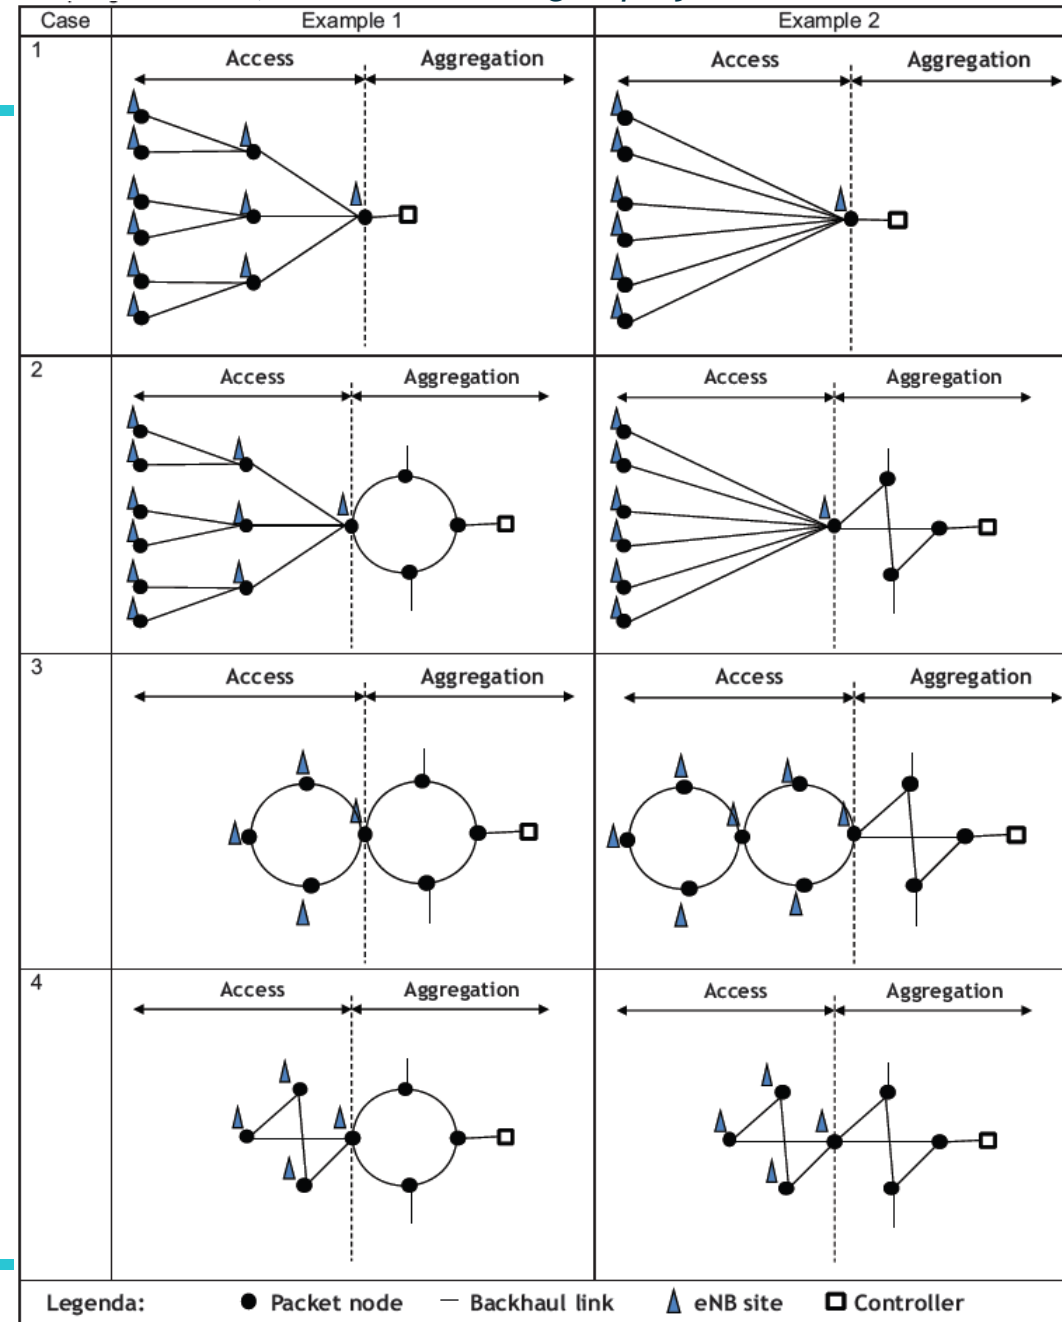 Case Example 1 Example 2
1
Access Aggregation Access Aggregation
2
Access Aggregation Access Aggregation
3
Access Aggregation Access Aggregation
4
Access Aggregation Access Aggregation
Legenda: Packet node Backhaul link eNB site Controller